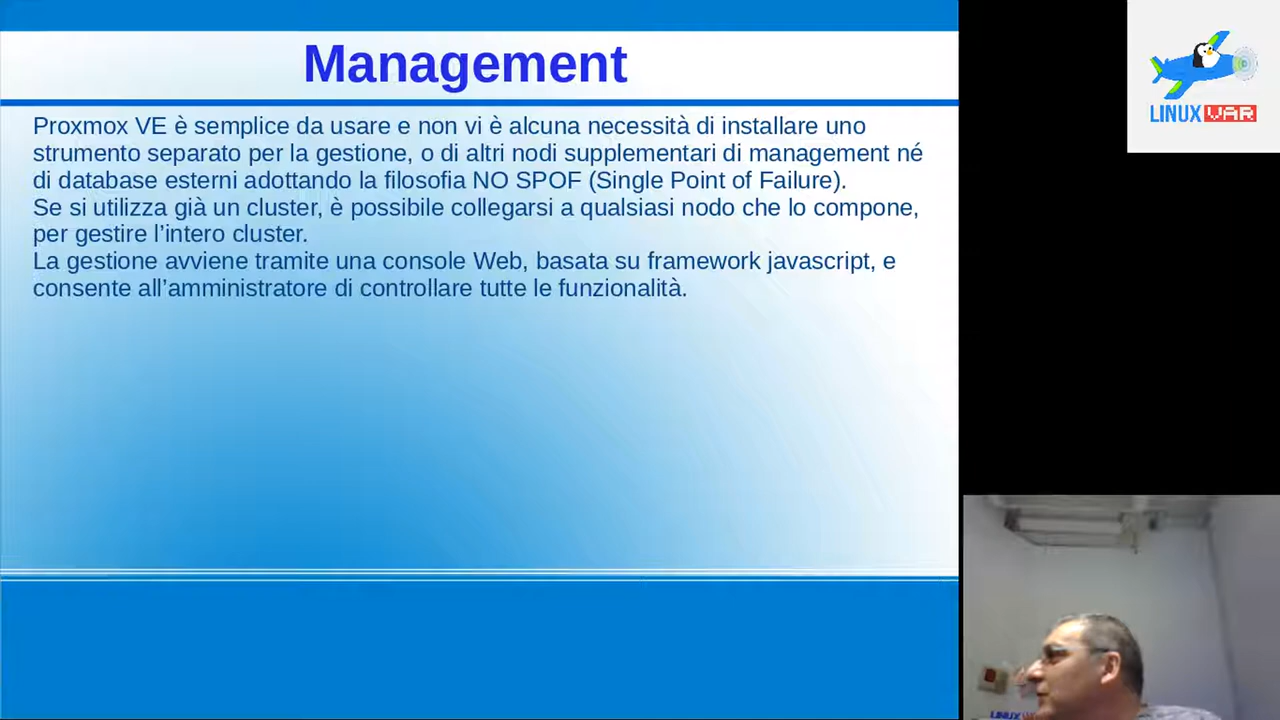 Management
Proxmox VE è semplice da usare e non vi è alcuna necessità di installare uno
strumento separato per la gestione, o di altri nodi supplementari di management né
di database esterni adottando la filosofia NO SPOF (Single Point of Failure).
Se si utilizza già un cluster, è possibile collegarsi a qualsiasi nodo che lo compone,
per gestire l’intero cluster.
La gestione avviene tramite una console Web, basata su framework javascript, e
consente all’amministratore di controllare tutte le funzionalità.
LINUX VAR
LINUX